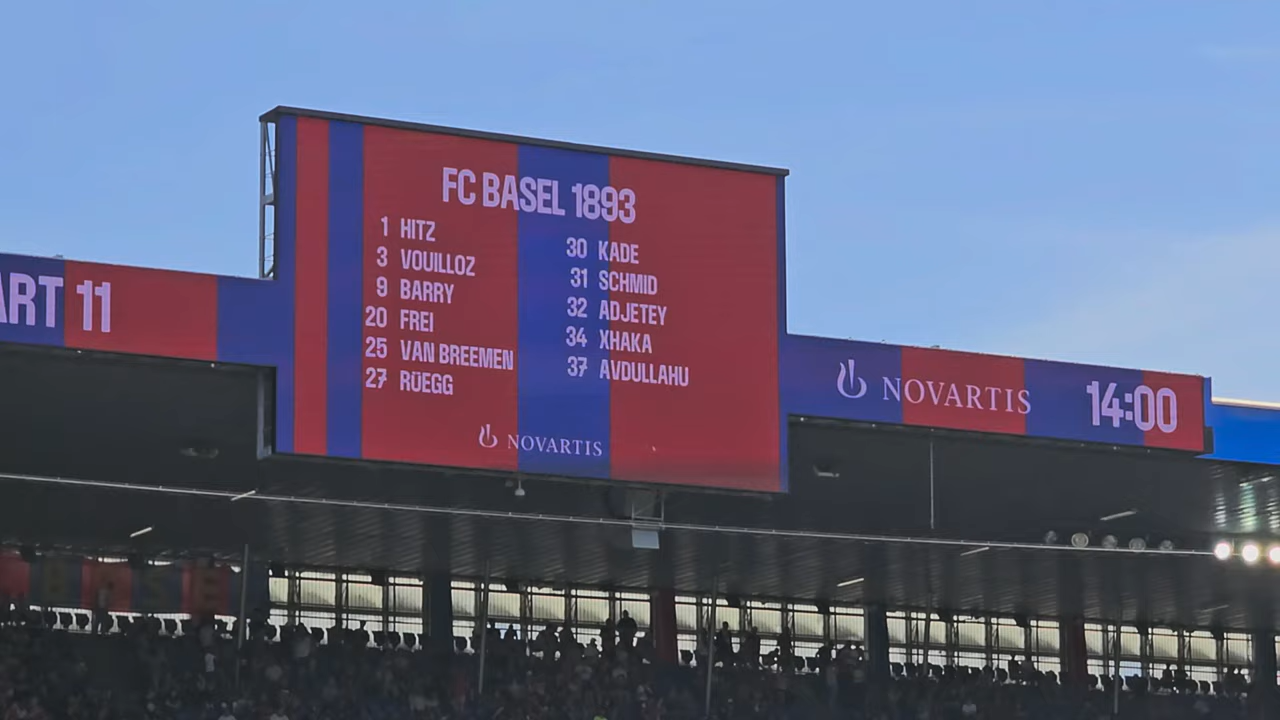 ART 11
FC BASEL 1893
1 HITZ
3 VOUILLOZ
9 BARRY
20 FREI
25 VAN BREEMEN
27 RÜEGG
30 KADE
31 SCHMID
32 ADJETEY
34 XHAKA
37 AVDULLAHU
NOVARTIS
NOVARTIS
14:00